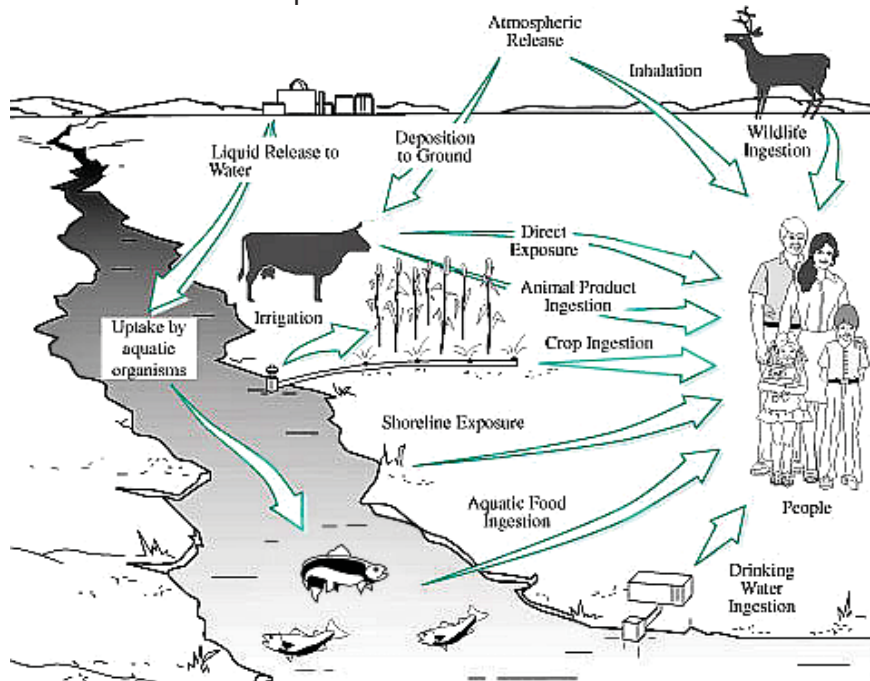 Atmospheric
Release
Inhalation
Wildlife
Ingestion
Liquid Release to
Water
Deposition
to Ground
Direct
Exposure
Animal Product
Ingestion
Irrigation
Crop Ingestion
Uptake by
aquatic
organisms
Shoreline Exposure
Aquatic Food
Ingestion
People
Drinking
Water
Ingestion